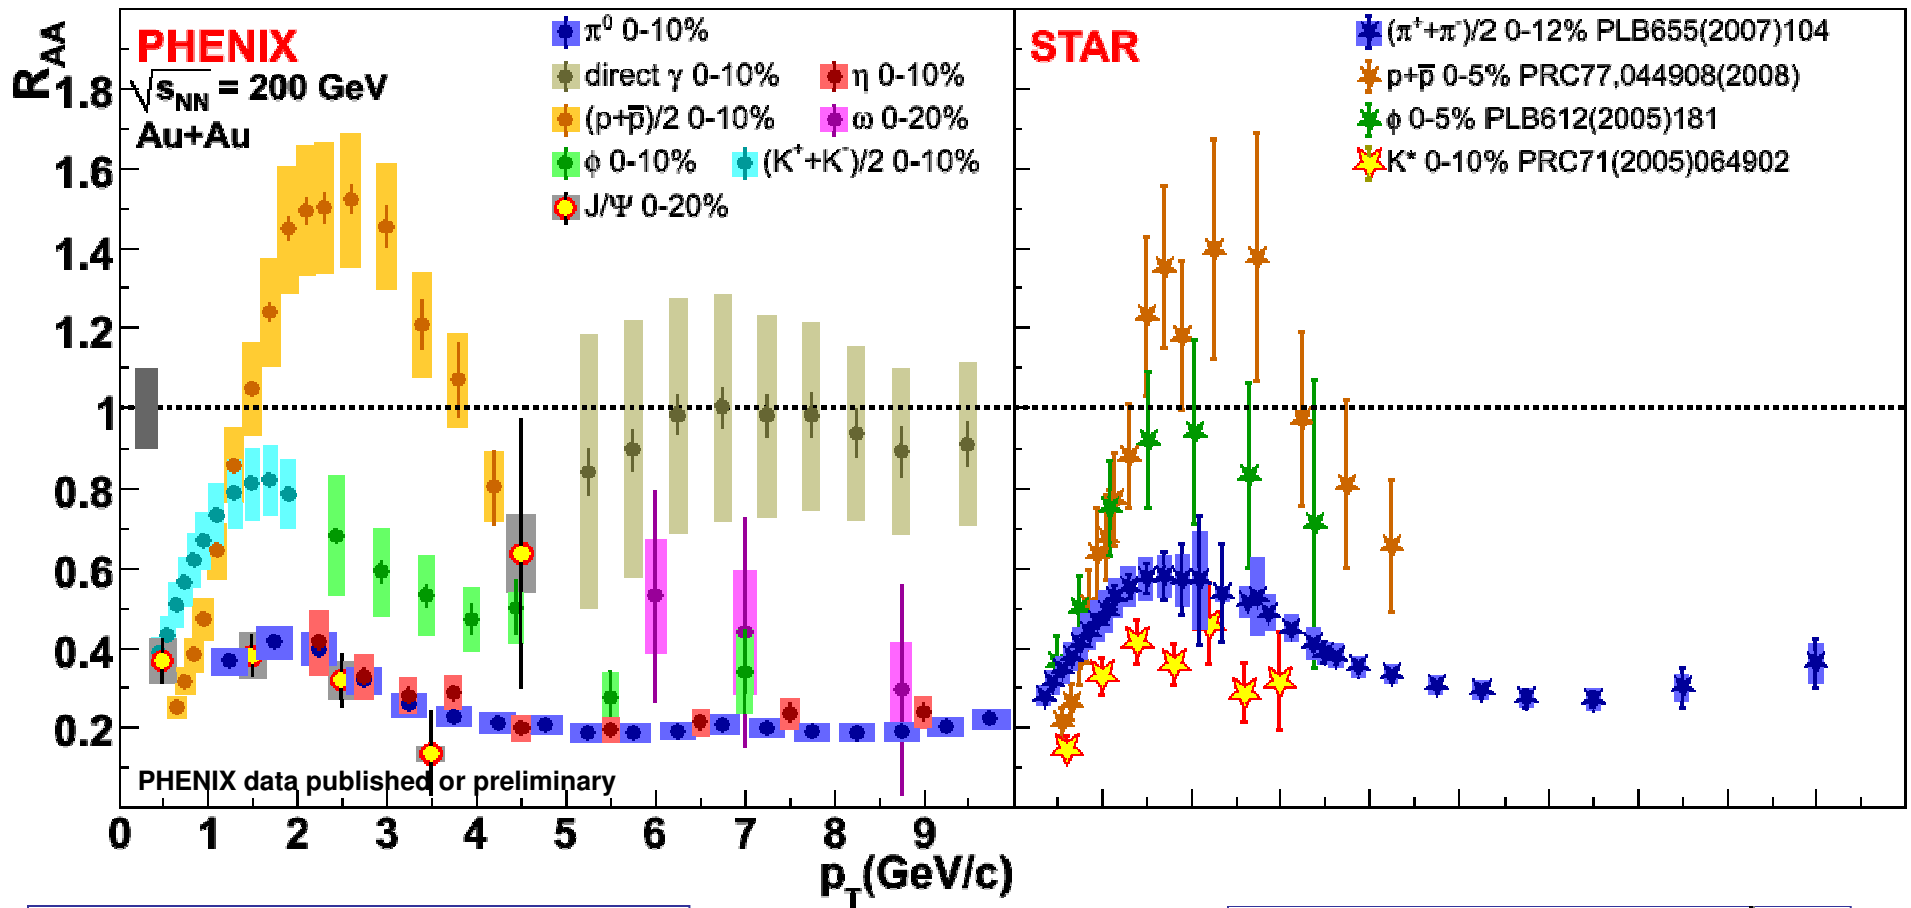 PHENIX
√s_NN = 200 GeV
Au+Au
π⁰ 0-10%
direct γ 0-10%
η 0-10%
(p+p̅)/2 0-10%
ω 0-20%
ϕ 0-10%
(K⁺+K⁻)/2 0-10%
J/Ψ 0-20%
R_AA
1.8
1.6
1.4
1.2
1
0.8
0.6
0.4
0.2
PHENIX data published or preliminary
0 1 2 3 4 5 6 7 8 9
p_T(GeV/c)
STAR
(π⁺+π⁻)/2 0-12% PLB655(2007)104
p+p̅ 0-5% PRC77,044908(2008)
ϕ 0-5% PLB612(2005)181
K* 0-10% PRC71(2005)064902